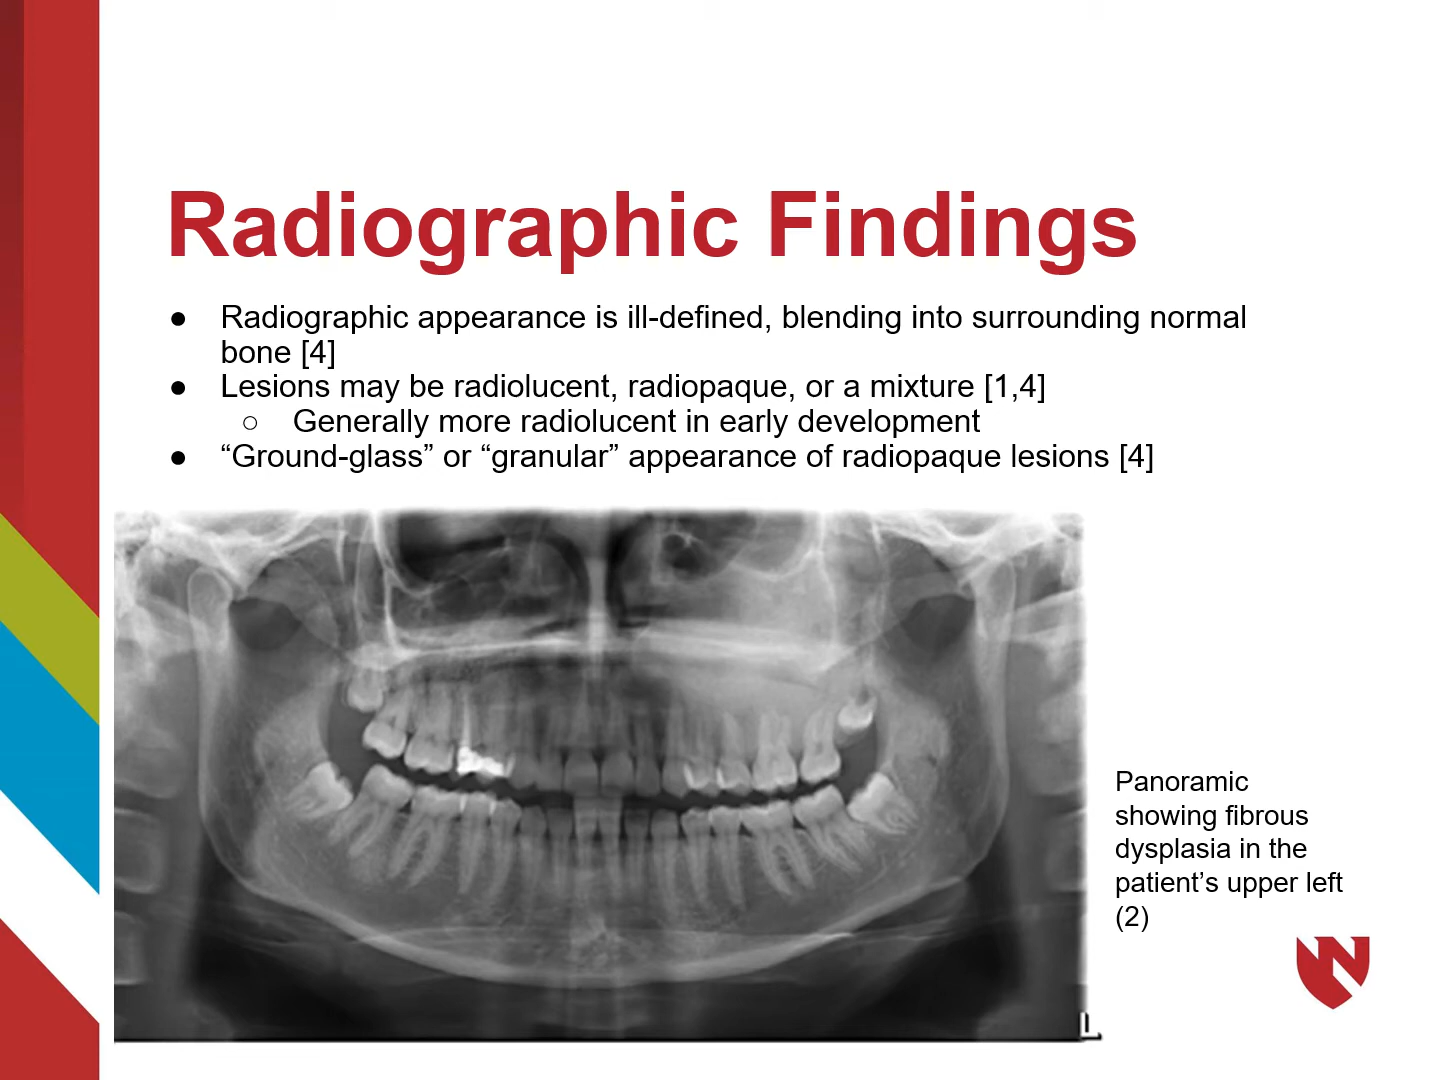 Radiographic Findings
● Radiographic appearance is ill-defined, blending into surrounding normal
bone [4]
● Lesions may be radiolucent, radiopaque, or a mixture [1,4]
○ Generally more radiolucent in early development
● “Ground-glass” or “granular” appearance of radiopaque lesions [4]
Panoramic
showing fibrous
dysplasia in the
patient’s upper left
(2)
N
L